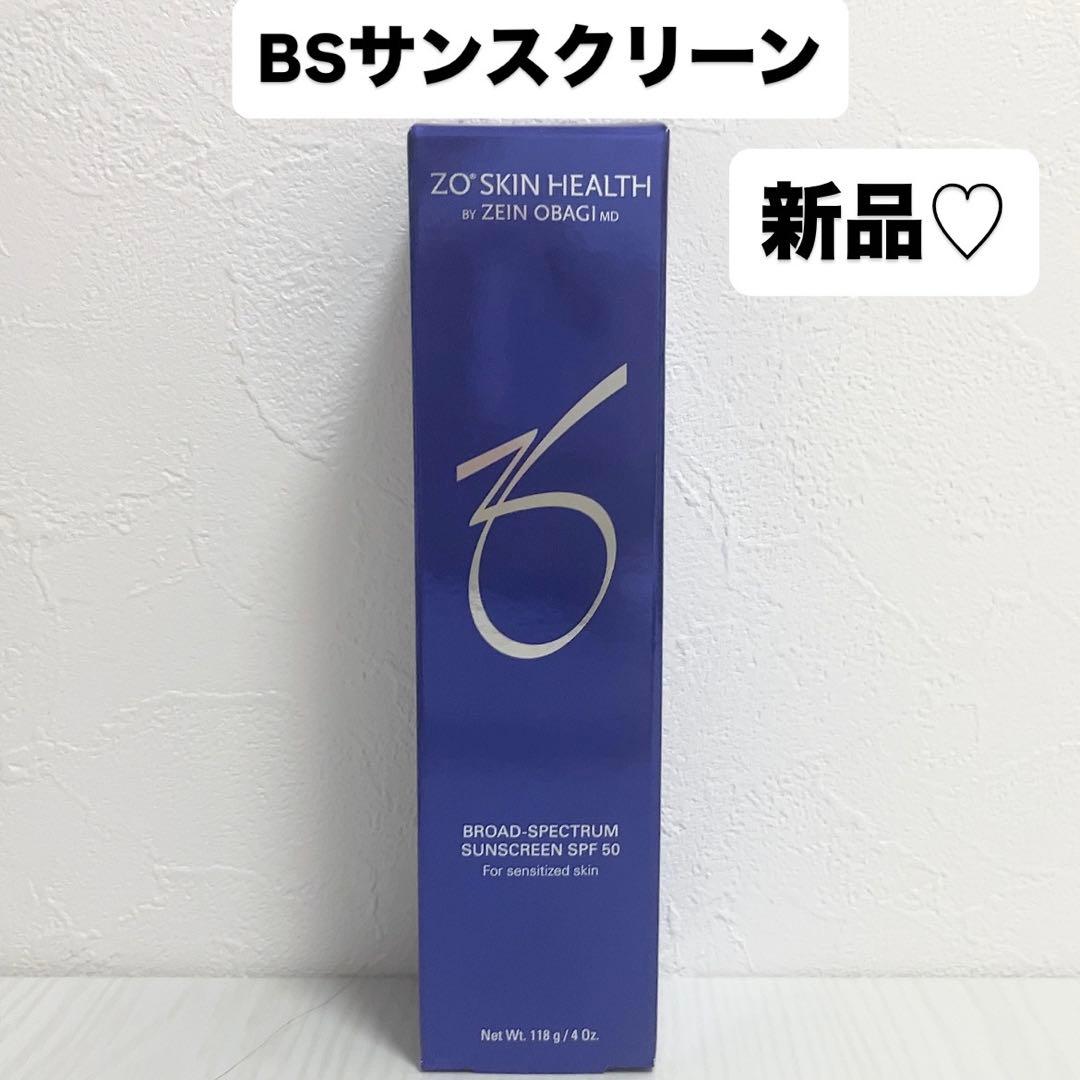 BSサンスクリーン
新品♡
ZO® SKIN HEALTH
BY ZEIN OBAGI MD
BROAD-SPECTRUM
SUNSCREEN SPF 50
For sensitized skin
Net Wt. 118 g / 4 Oz.